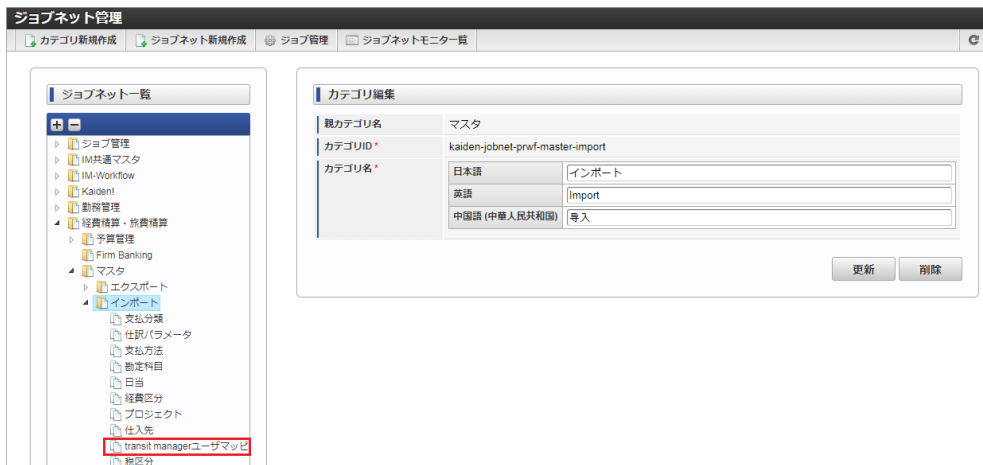 ジョブネット管理
カテゴリ新規作成 ジョブネット新規作成 ジョブ管理 ジョブネットモニター覧
ジョブネット一覧
ジョブ管理
IM共通マスタ
IM-Workflow
Kaiden!
勤務管理
経費精算・旅費精算
予算管理
Firm Banking
マスタ
エクスポート
インポート
支払分類
仕訳パラメータ
支払方法
勘定科目
日当
経費区分
プロジェクト
仕入先
transit managerユーザマッピ
税区分
カテゴリ編集
親カテゴリ名 マスタ
カテゴリID * kaiden-jobnet-prwf-master-import
カテゴリ名 *
日本語 インポート
英語 Import
中国語 (中華人民共和国) 导入
更新 削除